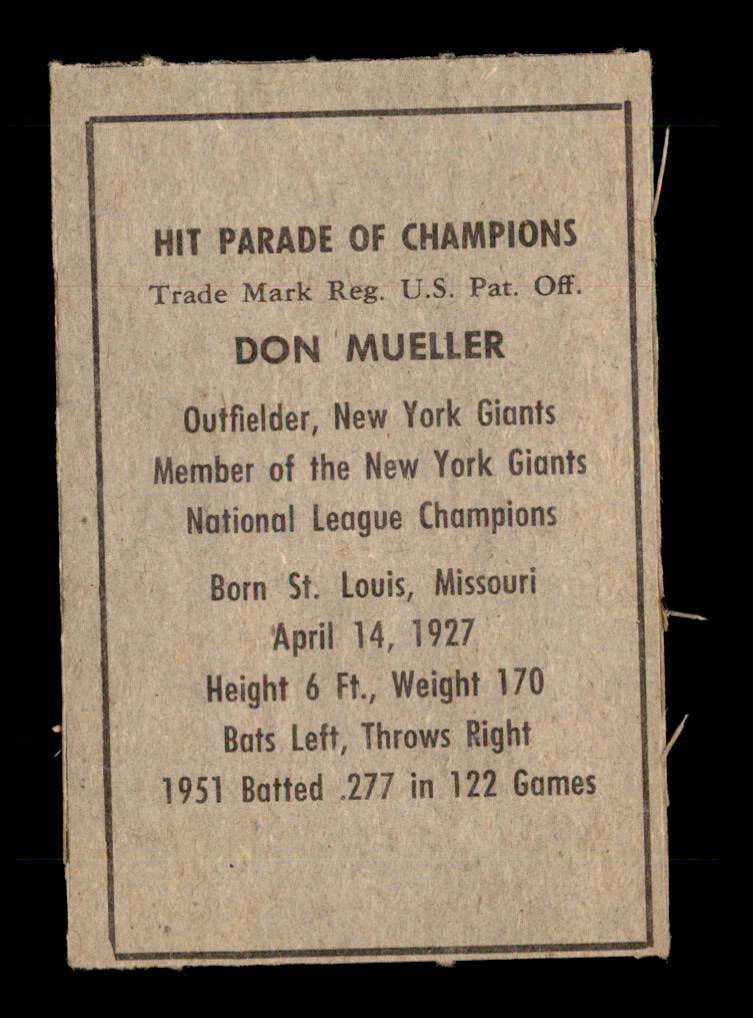 HIT PARADE OF CHAMPIONS
Trade Mark Reg. U.S. Pat. Off.
DON MUELLER
Outfielder, New York Giants
Member of the New York Giants
National League Champions
Born St. Louis, Missouri
April 14, 1927
Height 6 Ft., Weight 170
Bats Left, Throws Right
1951 Batted .277 in 122 Games